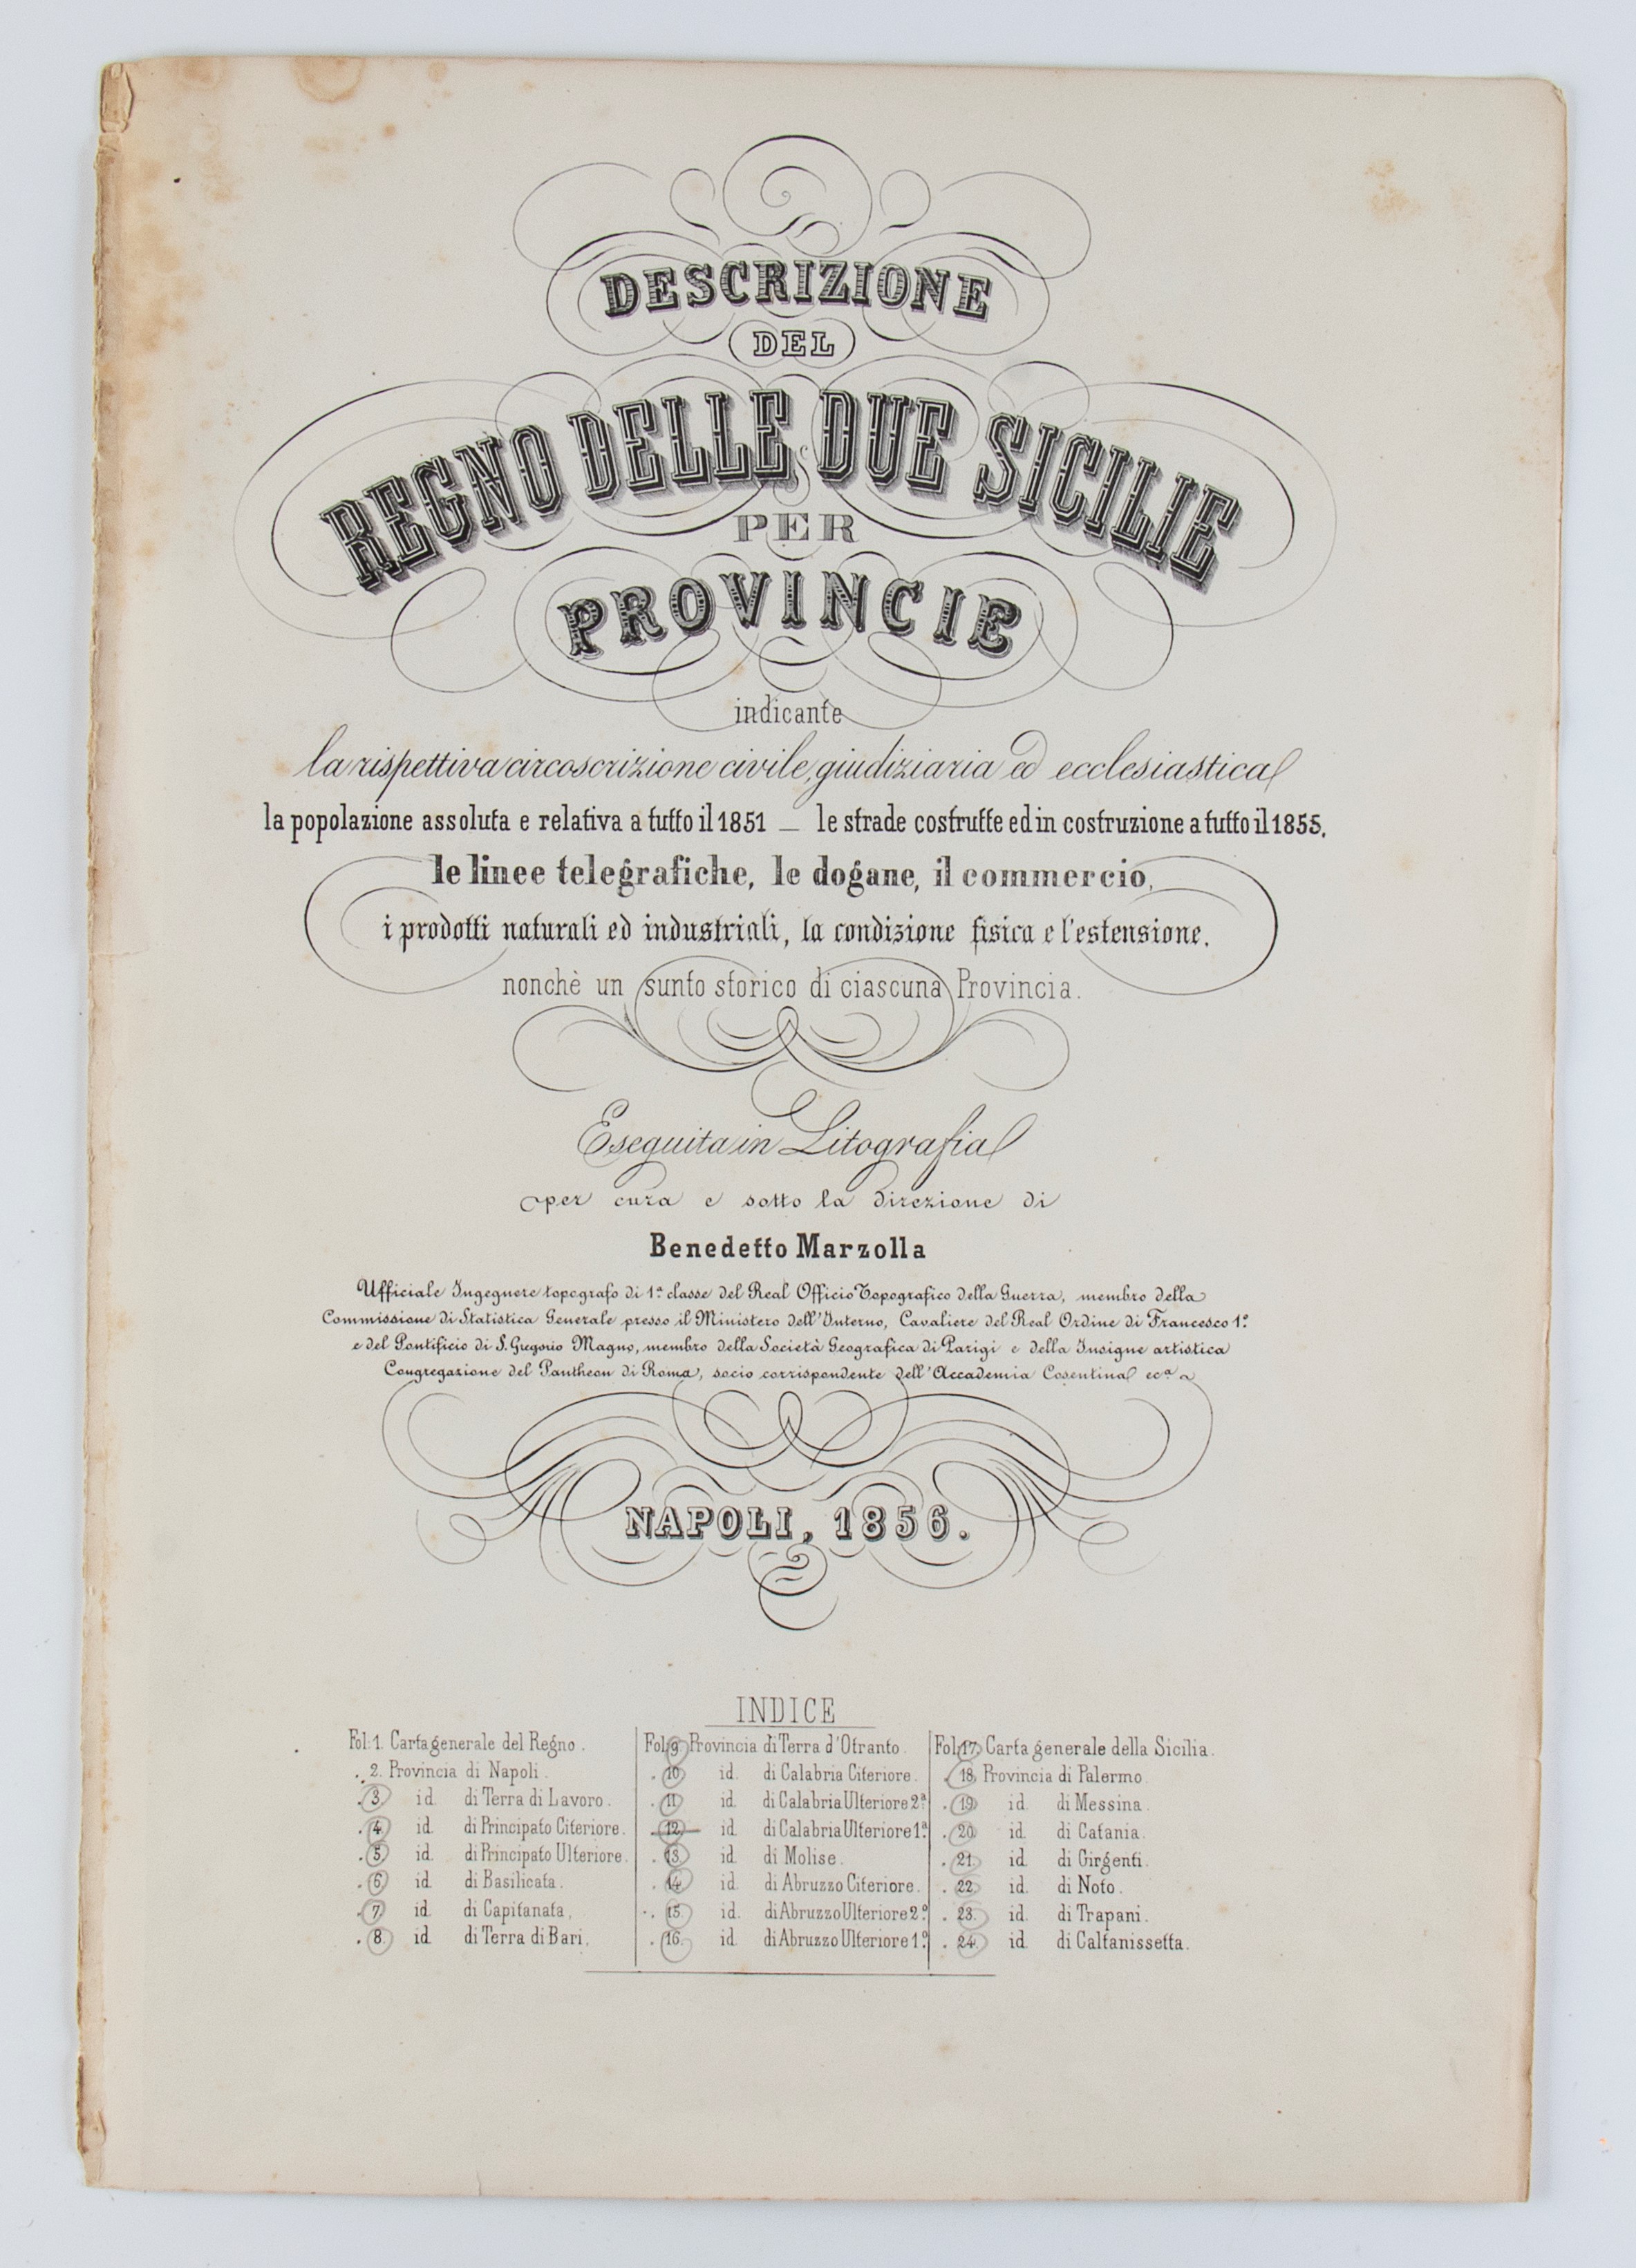 DESCRIZIONE
DEL
REGNO DELLE DUE SICILIE
PER
PROVINCIE
indicante
la rispettiva circoscrizione civile, giudiziaria ed ecclesiastica
la popolazione assoluta e relativa a tutto il 1851 — le strade costrutte ed in costruzione a tutto il 1855,
le linee telegrafiche, le dogane, il commercio,
i prodotti naturali ed industriali, la condizione fisica e l'estensione.
nonchè un sunto storico di ciascuna Provincia.
Eseguita in Litografia
per cura e sotto la direzione di
Benedetto Marzolla
Ufficiale Ingegnere topografo di 1ª classe del Real Officio Topografico della Guerra, membro della
Commissione di Statistica Generale presso il Ministero dell'Interno, Cavaliere del Real Ordine di Francesco 1º
e del Pontificio di S. Gregorio Magno, membro della Società Geografica di Parigi e della Insigne artistica
Congregazione del Pantheon di Roma, socio corrispondente dell'Accademia Cosentina ecª
NAPOLI, 1856.
INDICE
Fol: 1. Carta generale del Regno.
2. Provincia di Napoli.
3. id. di Terra di Lavoro.
4. id. di Principato Citeriore.
5. id. di Principato Ulteriore.
6. id. di Basilicata.
7. id. di Capitanata.
8. id. di Terra di Bari.
Fol: 9. Provincia di Terra d'Otranto.
10. id. di Calabria Citeriore.
11. id. di Calabria Ulteriore 2ª
12. id. di Calabria Ulteriore 1ª
13. id. di Molise.
14. id. di Abruzzo Citeriore.
15. id. di Abruzzo Ulteriore 2º
16. id. di Abruzzo Ulteriore 1º
Fol: 17. Carta generale della Sicilia.
18. Provincia di Palermo.
19. id. di Messina.
20. id. di Catania.
21. id. di Girgenti.
22. id. di Noto.
23. id. di Trapani.
24. id. di Caltanissetta.